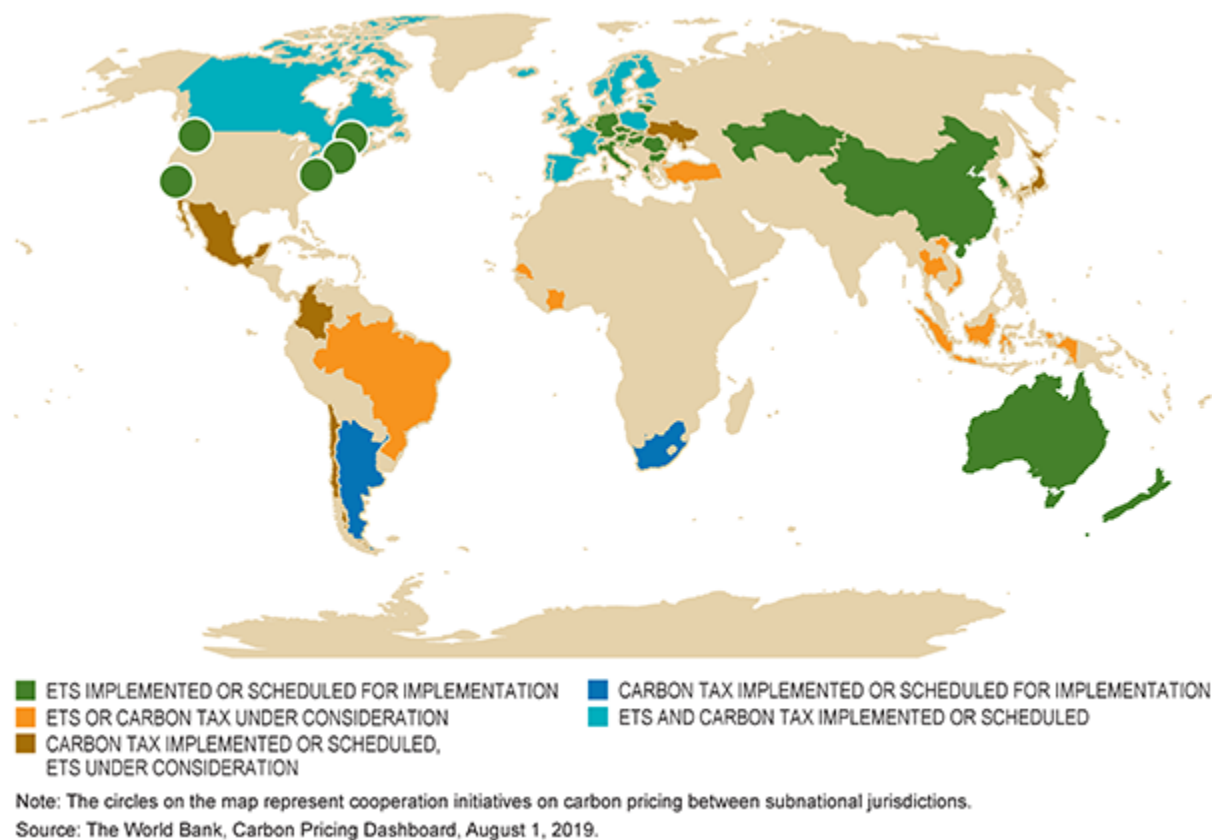 ETS IMPLEMENTED OR SCHEDULED FOR IMPLEMENTATION
ETS OR CARBON TAX UNDER CONSIDERATION
CARBON TAX IMPLEMENTED OR SCHEDULED,
ETS UNDER CONSIDERATION
CARBON TAX IMPLEMENTED OR SCHEDULED FOR IMPLEMENTATION
ETS AND CARBON TAX IMPLEMENTED OR SCHEDULED
Note: The circles on the map represent cooperation initiatives on carbon pricing between subnational jurisdictions.
Source: The World Bank, Carbon Pricing Dashboard, August 1, 2019.